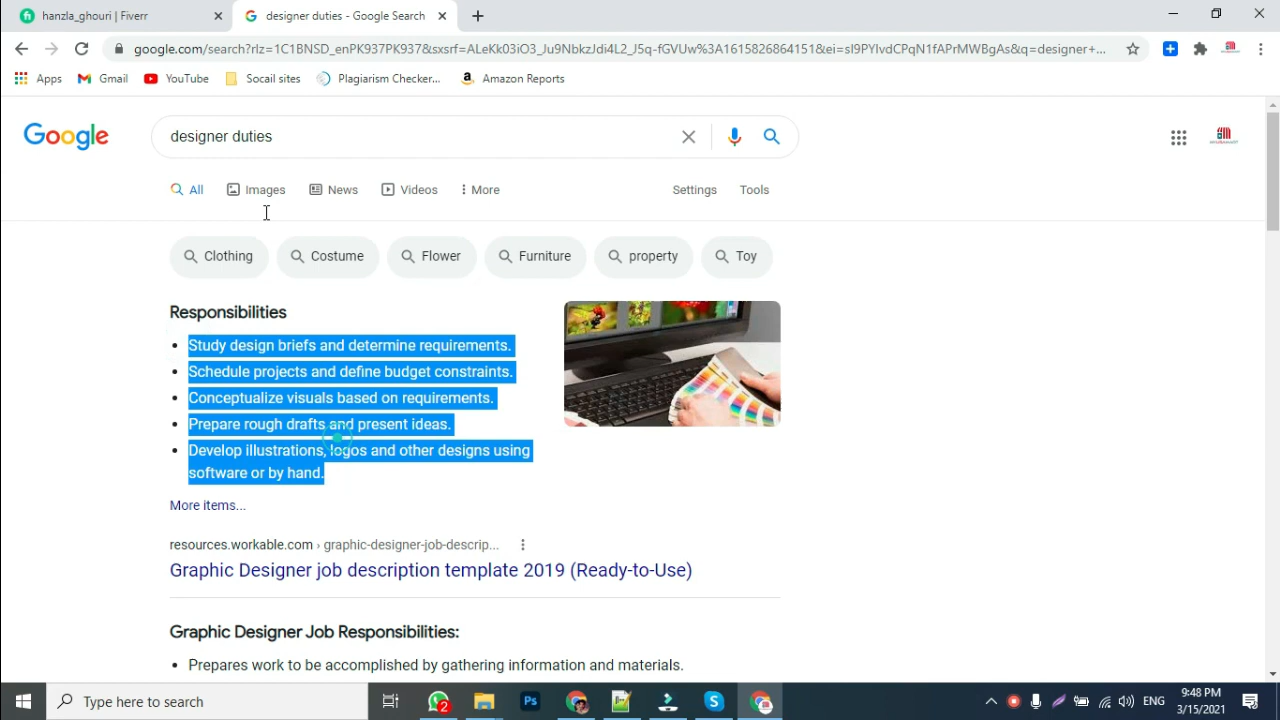 hanzla_ghouri | Fiverr
designer duties - Google Search
google.com/search?rlz=1C1BNSD_enPK937PK937&sxsrf=ALeKk03iO3_Ju9NbkzJdi4L2_J5q-fGVUw%3A1615826864151&ei=sI9PYIvdCPqN1fAPrMWBgAs&q=designer+...
Apps
Gmail
YouTube
Socail sites
Plagiarism Checker...
Amazon Reports
Google
designer duties
All
Images
News
Videos
More
Settings
Tools
Clothing
Costume
Flower
Furniture
property
Toy
Responsibilities
• Study design briefs and determine requirements.
• Schedule projects and define budget constraints.
• Conceptualize visuals based on requirements.
• Prepare rough drafts and present ideas.
• Develop illustrations, logos and other designs using
software or by hand.
More items...
resources.workable.com › graphic-designer-job-descrip...
Graphic Designer job description template 2019 (Ready-to-Use)
Graphic Designer Job Responsibilities:
• Prepares work to be accomplished by gathering information and materials.
Type here to search
2
Ps
ENG
9:48 PM
3/15/2021